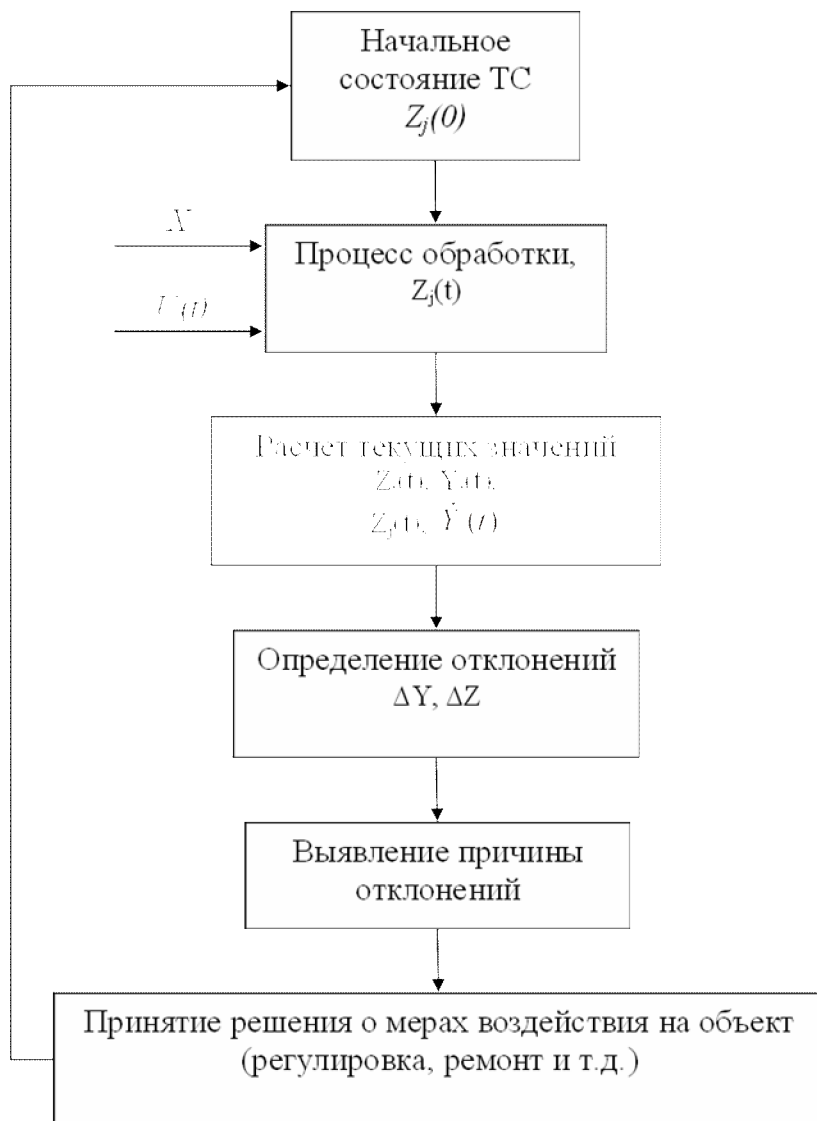 Начальное
состояние ТС
Zj(0)
X
Процесс обработки,
Zj(t)
U(t)
Расчет текущих значений
Zj(t), Ẏ(t)
Определение отклонений
ΔY, ΔZ
Выявление причины
отклонений
Принятие решения о мерах воздействия на объект
(регулировка, ремонт и т.д.)